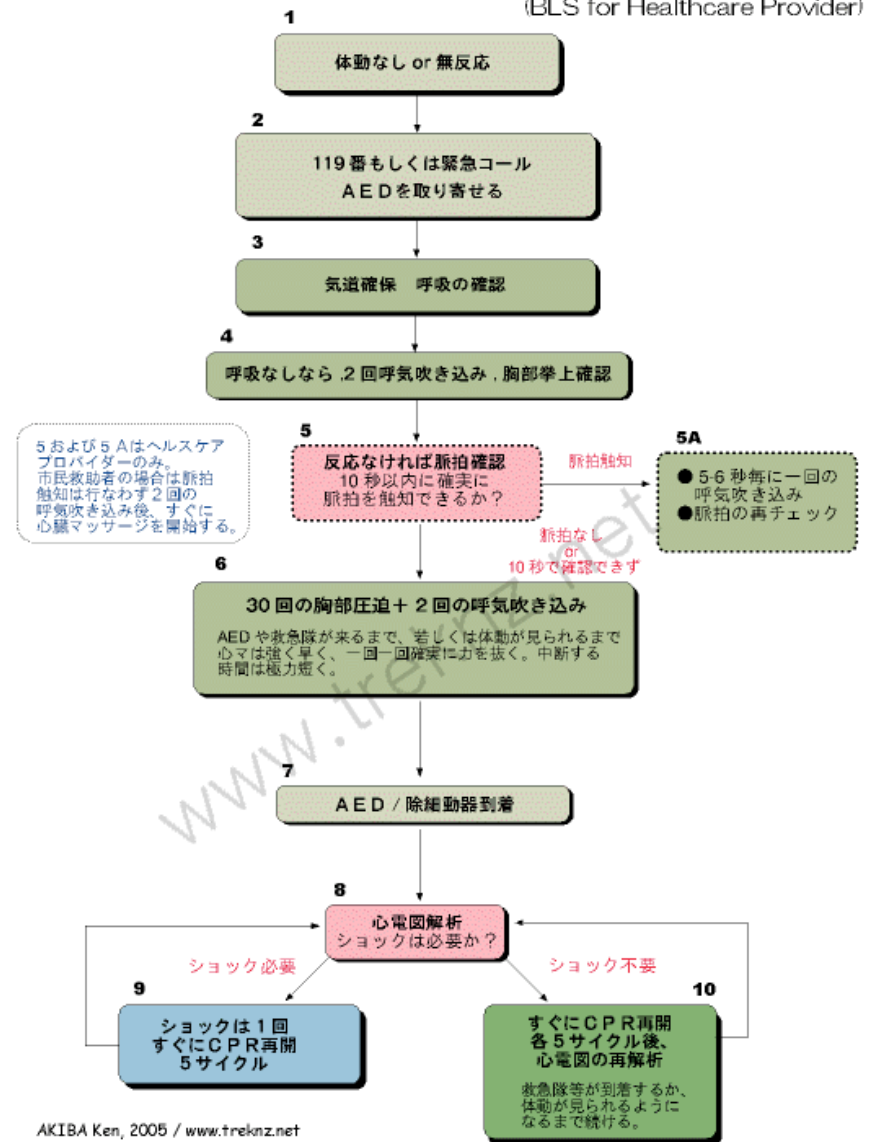 (BLS for Healthcare Provider)
1
体動なし or 無反応
2
119番もしくは緊急コール
AEDを取り寄せる
3
気道確保　呼吸の確認
4
呼吸なしなら,2回呼気吹き込み,胸部挙上確認
5および5Aはヘルスケア
プロバイダーのみ。
市民救助者の場合は脈拍
触知は行なわず2回の
呼気吹き込み後、すぐに
心臓マッサージを開始する。
5
反応なければ脈拍確認
10秒以内に確実に
脈拍を触知できるか？
脈拍触知
5A
●5-6秒毎に一回の
呼気吹き込み
●脈拍の再チェック
脈拍なし
or
10秒で確認できず
6
30回の胸部圧迫＋2回の呼気吹き込み
AEDや救急隊が来るまで、若しくは体動が見られるまで
心マは強く早く、一回一回確実に力を抜く。中断する
時間は極力短く。
www.treknz.net
7
AED / 除細動器到着
8
心電図解析
ショックは必要か？
ショック必要
ショック不要
9
ショックは1回
すぐにCPR再開
5サイクル
10
すぐにCPR再開
各5サイクル後、
心電図の再解析
救急隊等が到着するか、
体動が見られるように
なるまで続ける。
AKIBA Ken, 2005 / www.treknz.net